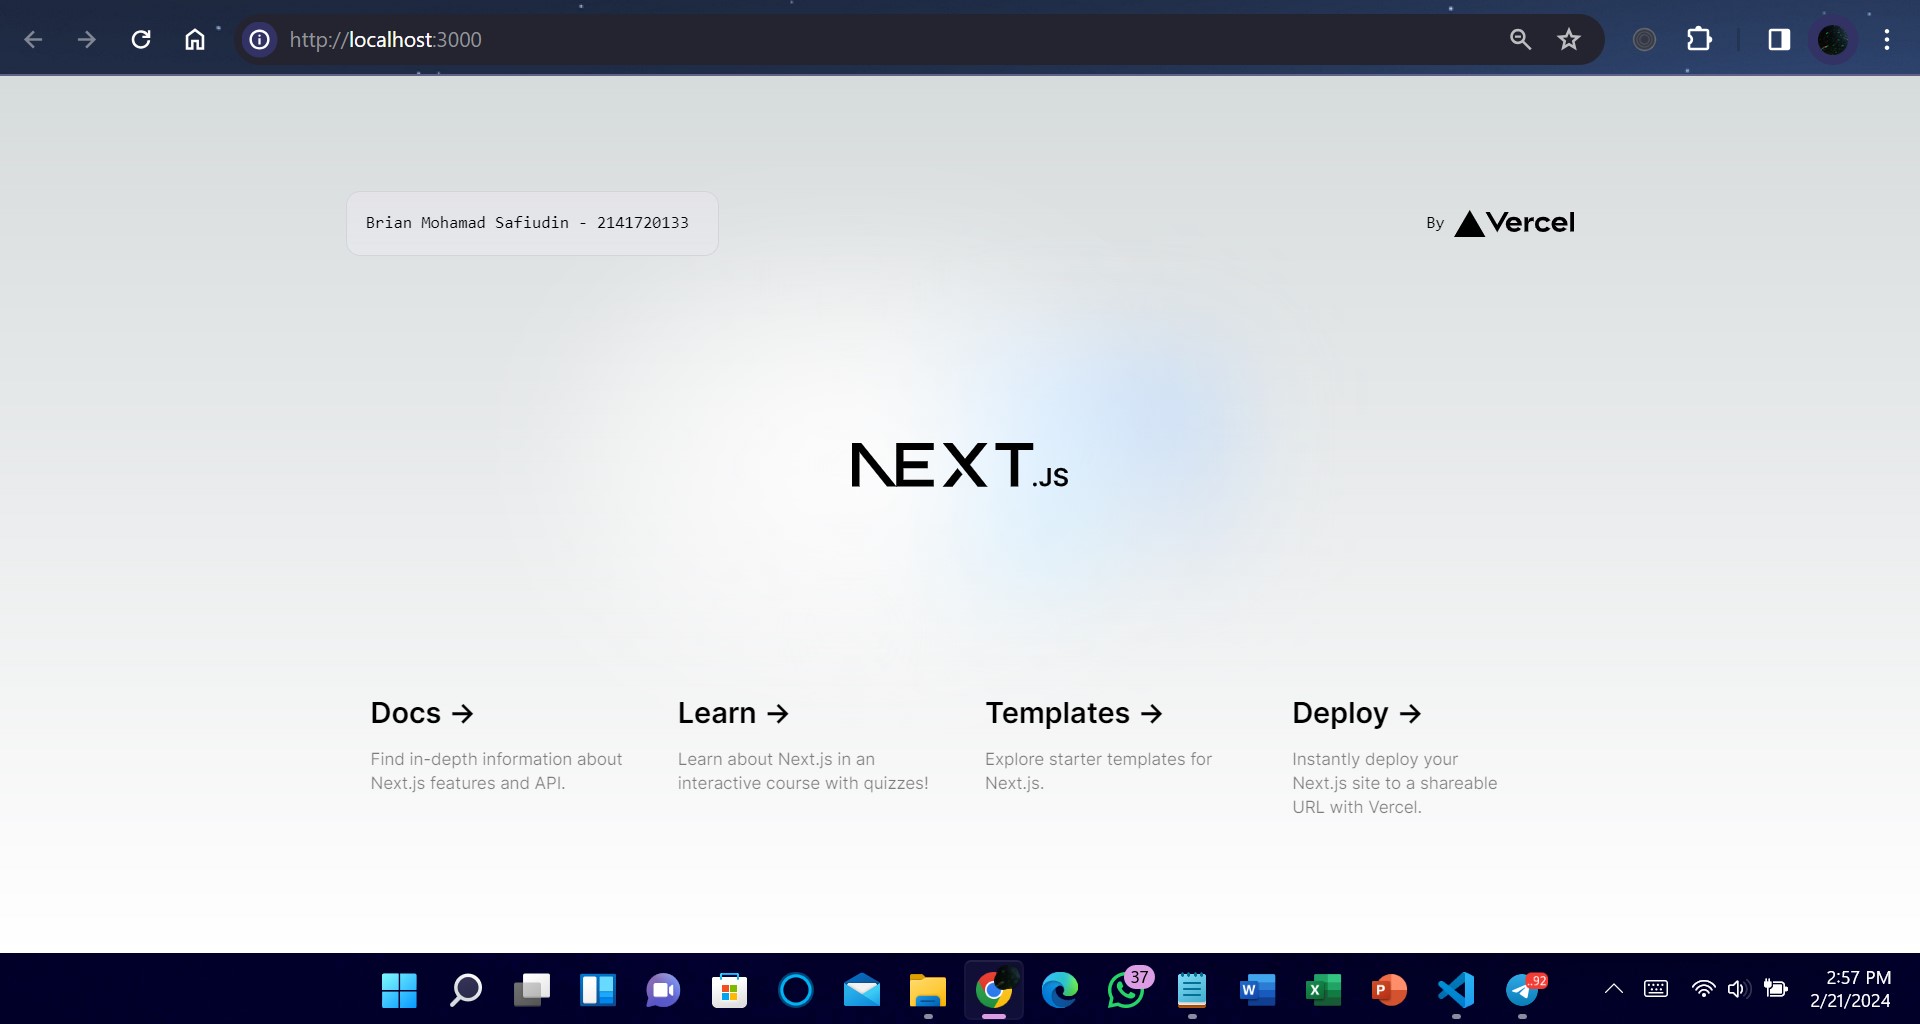 http://localhost:3000
Brian Mohamad Safiudin - 2141720133
By Vercel
NEXT.JS
Docs →
Find in-depth information about
Next.js features and API.
Learn →
Learn about Next.js in an
interactive course with quizzes!
Templates →
Explore starter templates for
Next.js.
Deploy →
Instantly deploy your
Next.js site to a shareable
URL with Vercel.
37
W
X
P
..92
2:57 PM
2/21/2024